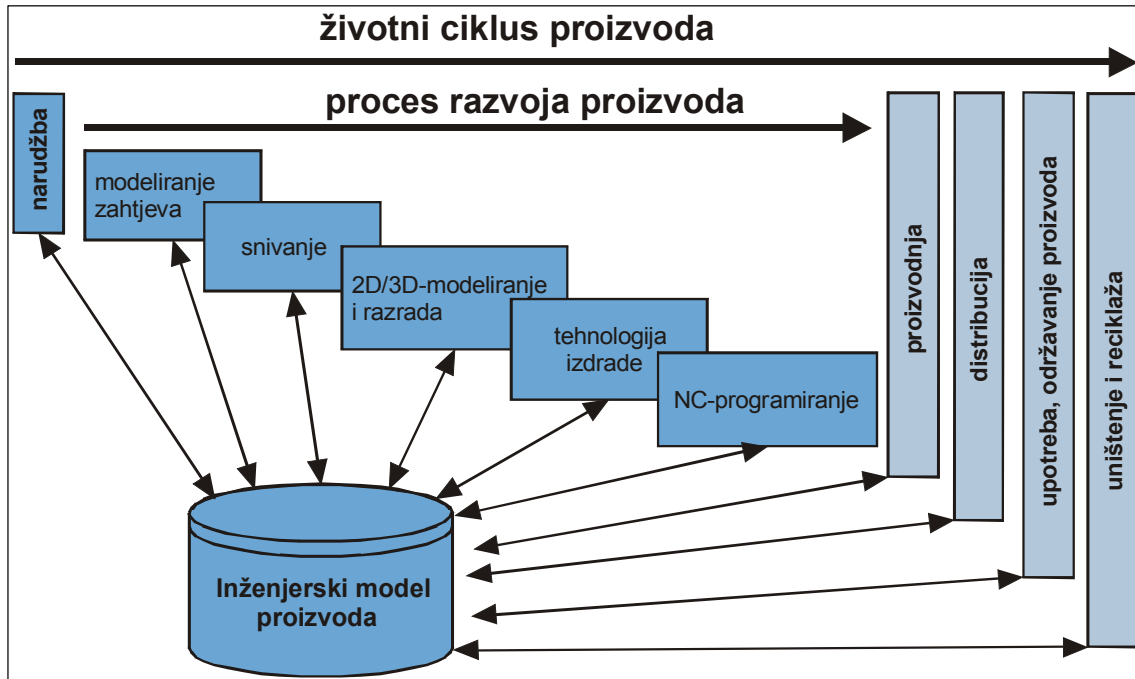 životni ciklus proizvoda
proces razvoja proizvoda
narudžba
modeliranje
zahtjeva
snivanje
2D/3D-modeliranje
i razrada
tehnologija
izdrade
NC-programiranje
proizvodnja
distribucija
upotreba, održavanje proizvoda
uništenje i reciklaža
Inženjerski model
proizvoda